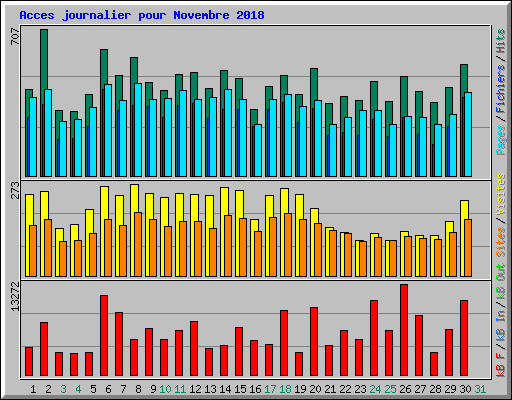 Acces journalier pour Novembre 2018
707
273
13272
Pages / Fichiers / Hits
Sites / Visites
kB F / kB In / kB Out
1 2 3 4 5 6 7 8 9 10 11 12 13 14 15 16 17 18 19 20 21 22 23 24 25 26 27 28 29 30 31